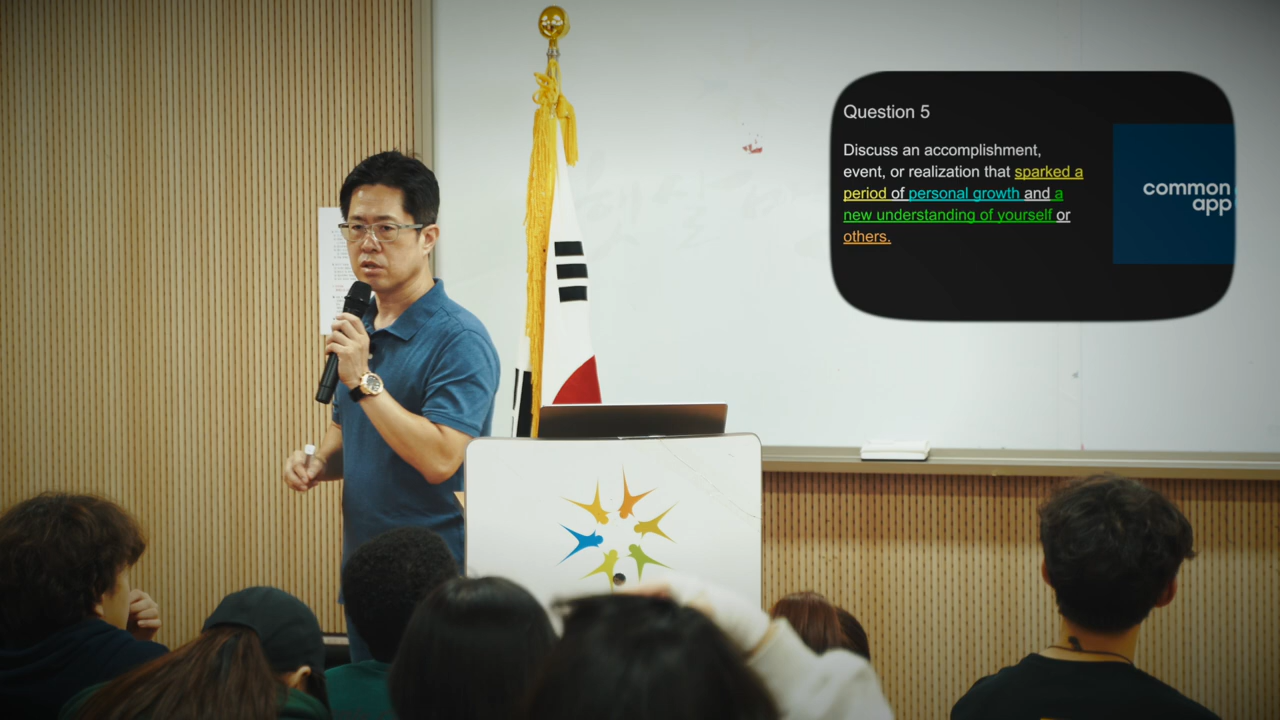 Question 5
Discuss an accomplishment,
event, or realization that sparked a
period of personal growth and a
new understanding of yourself or
others.
common
app